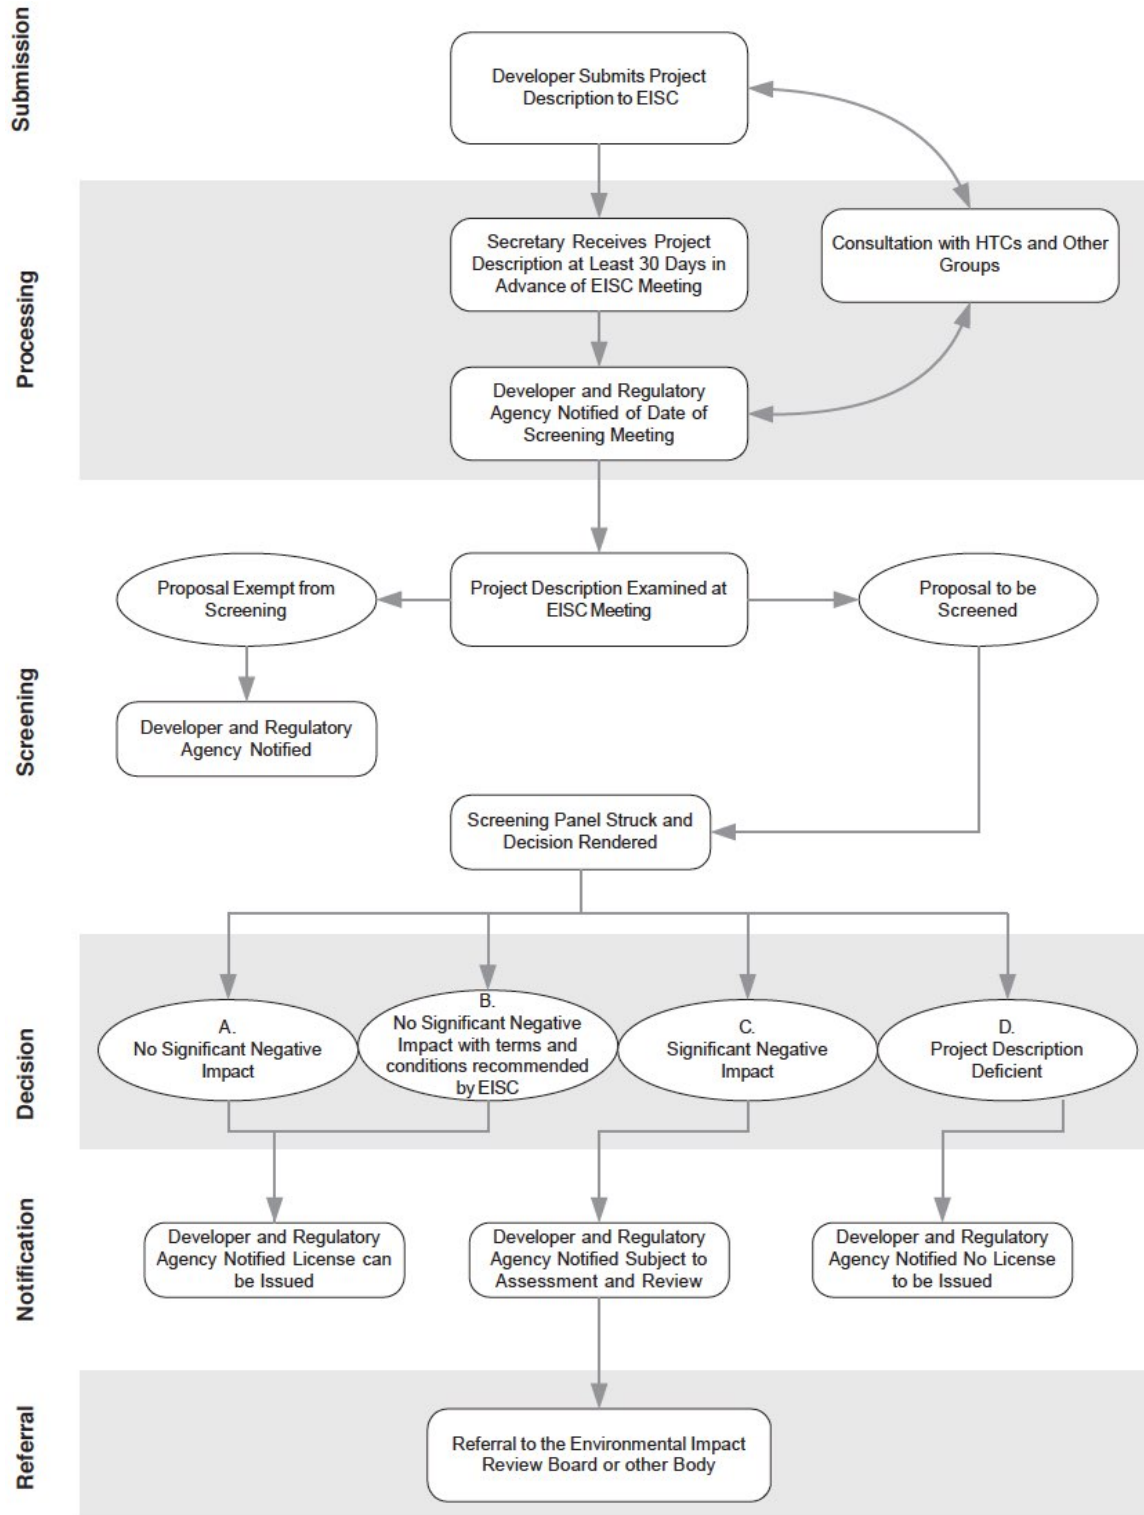 Submission
Developer Submits Project
Description to EISC
Processing
Secretary Receives Project
Description at Least 30 Days in
Advance of EISC Meeting
Consultation with HTCs and Other
Groups
Developer and Regulatory
Agency Notified of Date of
Screening Meeting
Screening
Proposal Exempt from
Screening
Project Description Examined at
EISC Meeting
Proposal to be
Screened
Developer and Regulatory
Agency Notified
Screening Panel Struck and
Decision Rendered
Decision
A.
No Significant Negative
Impact
B.
No Significant Negative
Impact with terms and
conditions recommended
by EISC
C.
Significant Negative
Impact
D.
Project Description
Deficient
Notification
Developer and Regulatory
Agency Notified License can
be Issued
Developer and Regulatory
Agency Notified Subject to
Assessment and Review
Developer and Regulatory
Agency Notified No License
to be Issued
Referral
Referral to the Environmental Impact
Review Board or other Body